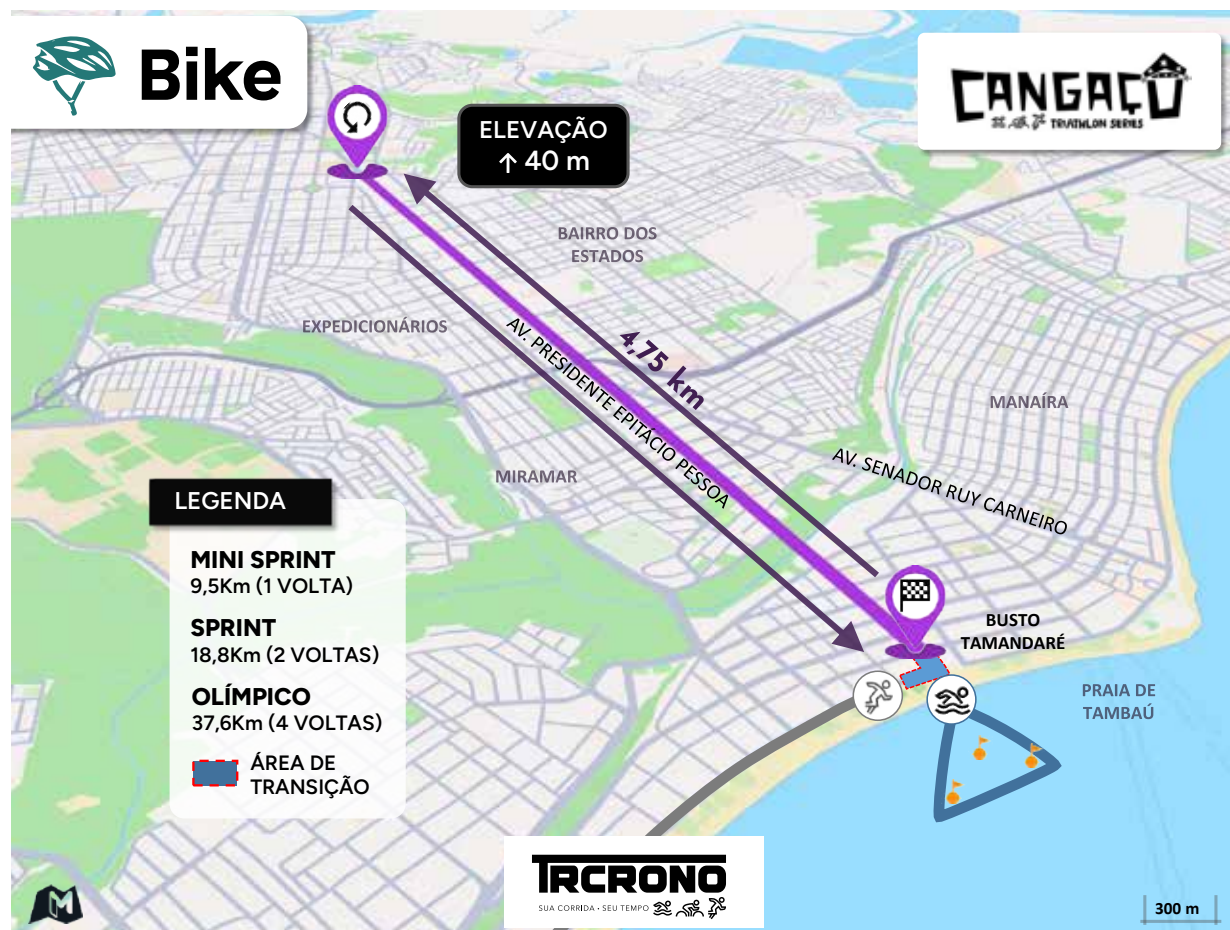 Bike
CANGAÇO
TRIATHLON SERIES
ELEVAÇÃO
↑ 40 m
BAIRRO DOS
ESTADOS
EXPEDICIONÁRIOS
4,75 km
AV. PRESIDENTE EPITÁCIO PESSOA
MANAÍRA
AV. SENADOR RUY CARNEIRO
MIRAMAR
LEGENDA
MINI SPRINT
9,5Km (1 VOLTA)
SPRINT
18,8Km (2 VOLTAS)
OLÍMPICO
37,6Km (4 VOLTAS)
ÁREA DE
TRANSIÇÃO
BUSTO
TAMANDARÉ
PRAIA DE
TAMBAÚ
TRCRONO
SUA CORRIDA • SEU TEMPO
M
300 m